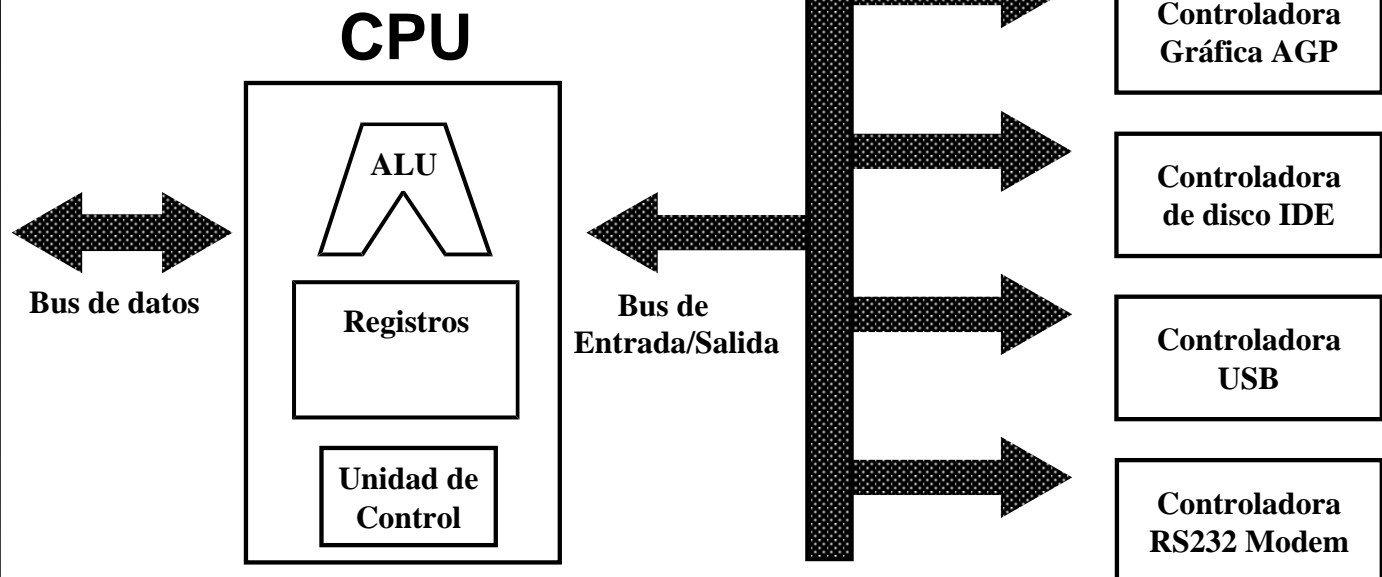 CPU
ALU
Registros
Unidad de
Control
Bus de datos
Bus de
Entrada/Salida
Controladora
Gráfica AGP
Controladora
de disco IDE
Controladora
USB
Controladora
RS232 Modem